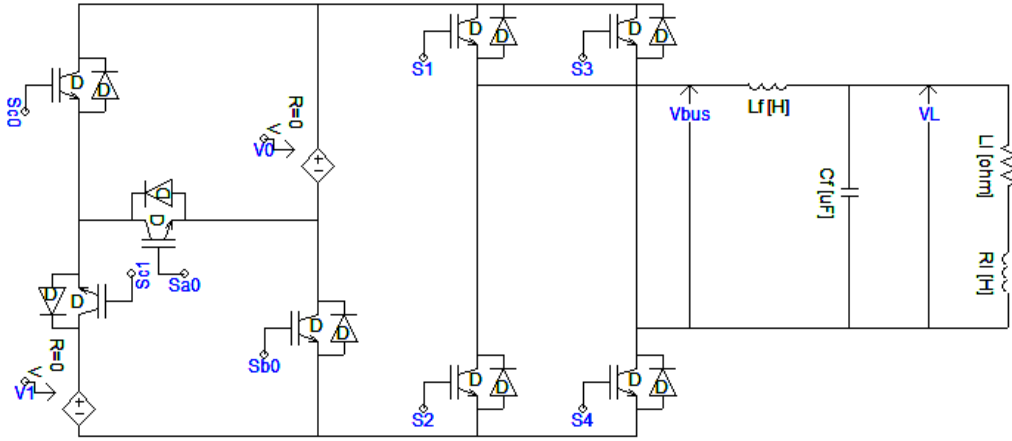 S1
D
D
S3
D
D
Sc0
D
D
R=0
V
V0
Vbus
Lf [H]
VL
Ll [ohm]
Cf [uF]
D
D
Sc1
Sa0
D
D
Rl [H]
R=0
V
V1
Sb0
D
D
S2
D
D
S4
D
D